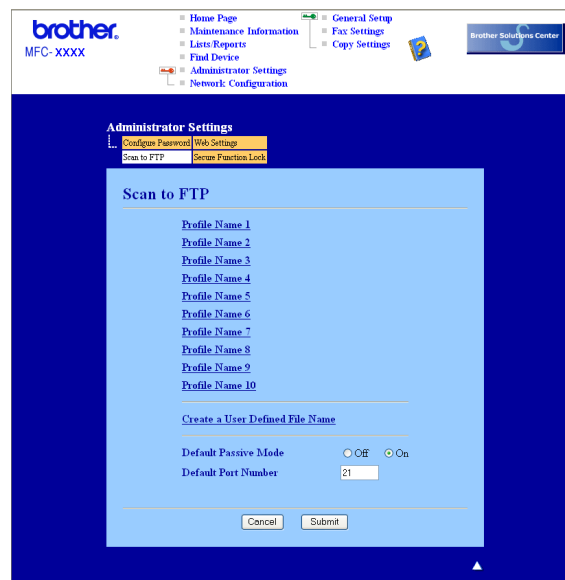 brother®
MFC- XXXX
Home Page
Maintenance Information
Lists/Reports
Find Device
Administrator Settings
Network Configuration
General Setup
Fax Settings
Copy Settings
?
Brother Solutions Center
Administrator Settings
Configure Password Web Settings
Scan to FTP Secure Function Lock
Scan to FTP
Profile Name 1
Profile Name 2
Profile Name 3
Profile Name 4
Profile Name 5
Profile Name 6
Profile Name 7
Profile Name 8
Profile Name 9
Profile Name 10
Create a User Defined File Name
Default Passive Mode Off On
Default Port Number 21
Cancel Submit